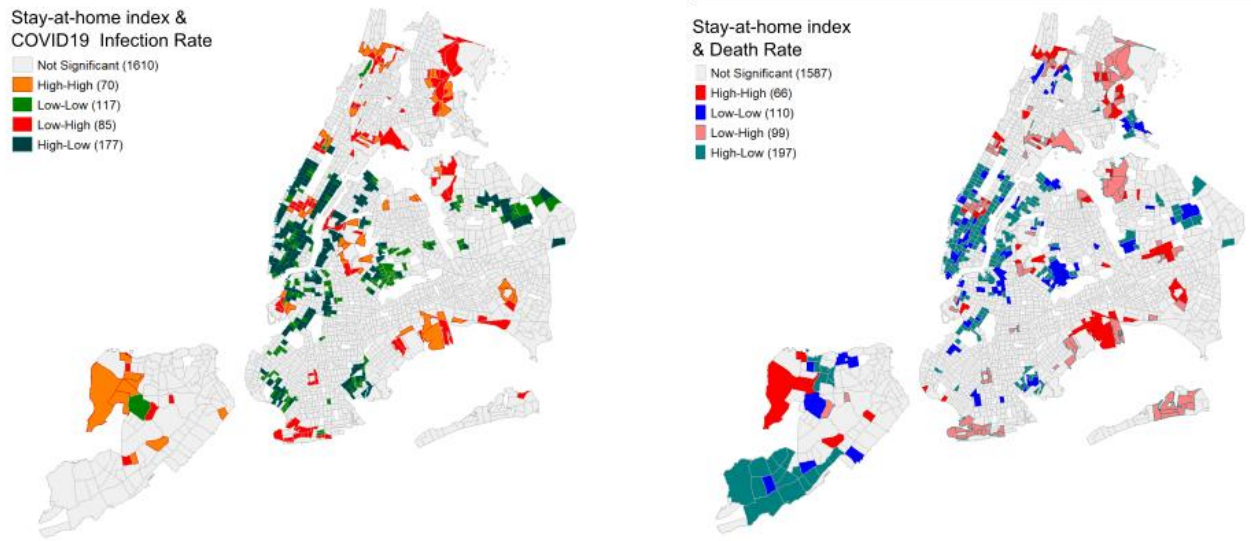 Stay-at-home index &
COVID19 Infection Rate
Not Significant (1610)
High-High (70)
Low-Low (117)
Low-High (85)
High-Low (177)
Stay-at-home index
& Death Rate
Not Significant (1587)
High-High (66)
Low-Low (110)
Low-High (99)
High-Low (197)